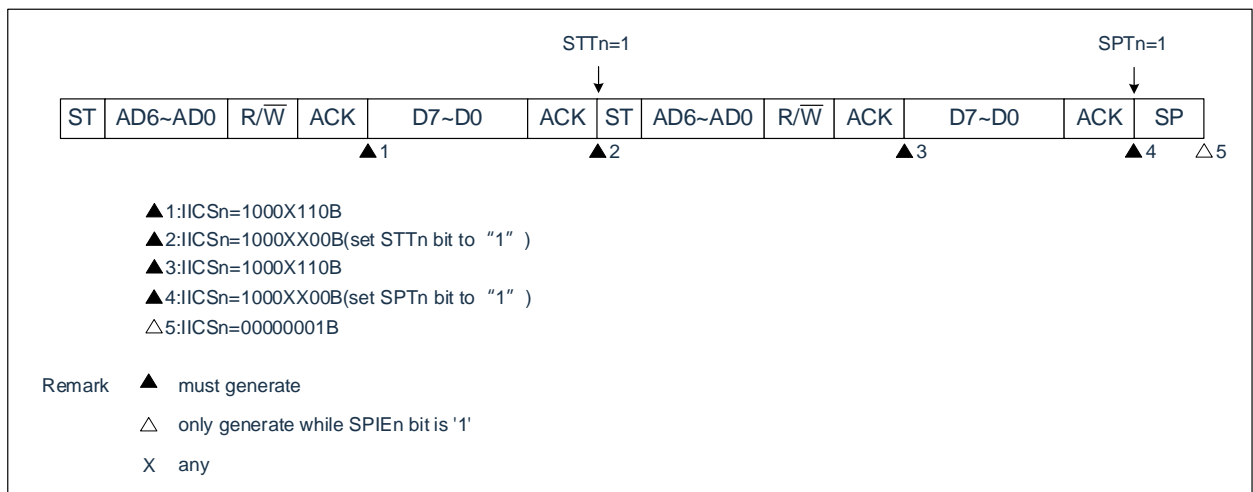 STTn=1 SPTn=1
ST AD6~AD0 R/W̅ ACK D7~D0 ACK ST AD6~AD0 R/W̅ ACK D7~D0 ACK SP
▲1 ▲2 ▲3 ▲4 △5
▲1:IICSn=1000X110B
▲2:IICSn=1000XX00B(set STTn bit to “1” )
▲3:IICSn=1000X110B
▲4:IICSn=1000XX00B(set SPTn bit to “1” )
△5:IICSn=00000001B
Remark ▲ must generate
△ only generate while SPIEn bit is '1'
X any